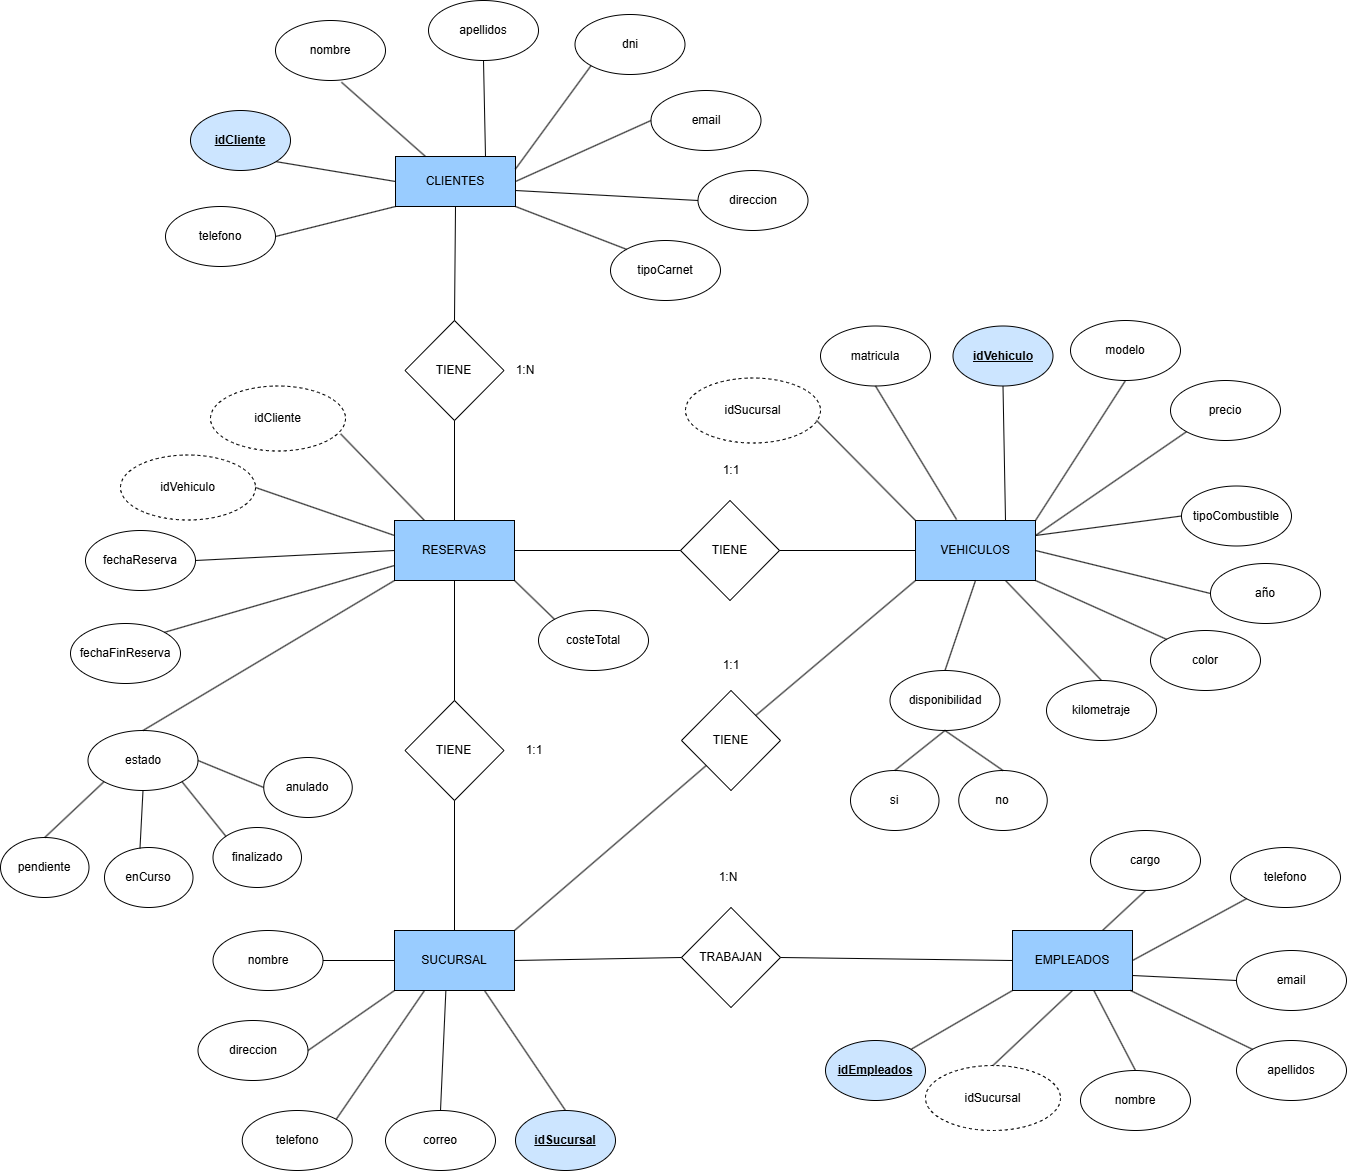 apellidos
dni
nombre
email
idCliente
CLIENTES
direccion
telefono
tipoCarnet
TIENE
1:N
matricula
idVehiculo
modelo
idSucursal
precio
idCliente
1:1
idVehiculo
tipoCombustible
RESERVAS
TIENE
VEHICULOS
fechaReserva
año
costeTotal
fechaFinReserva
color
1:1
disponibilidad
kilometraje
TIENE
1:1
TIENE
estado
anulado
si
no
finalizado
pendiente
enCurso
1:N
cargo
telefono
nombre
SUCURSAL
TRABAJAN
EMPLEADOS
email
direccion
idEmpleados
apellidos
idSucursal
nombre
telefono
correo
idSucursal